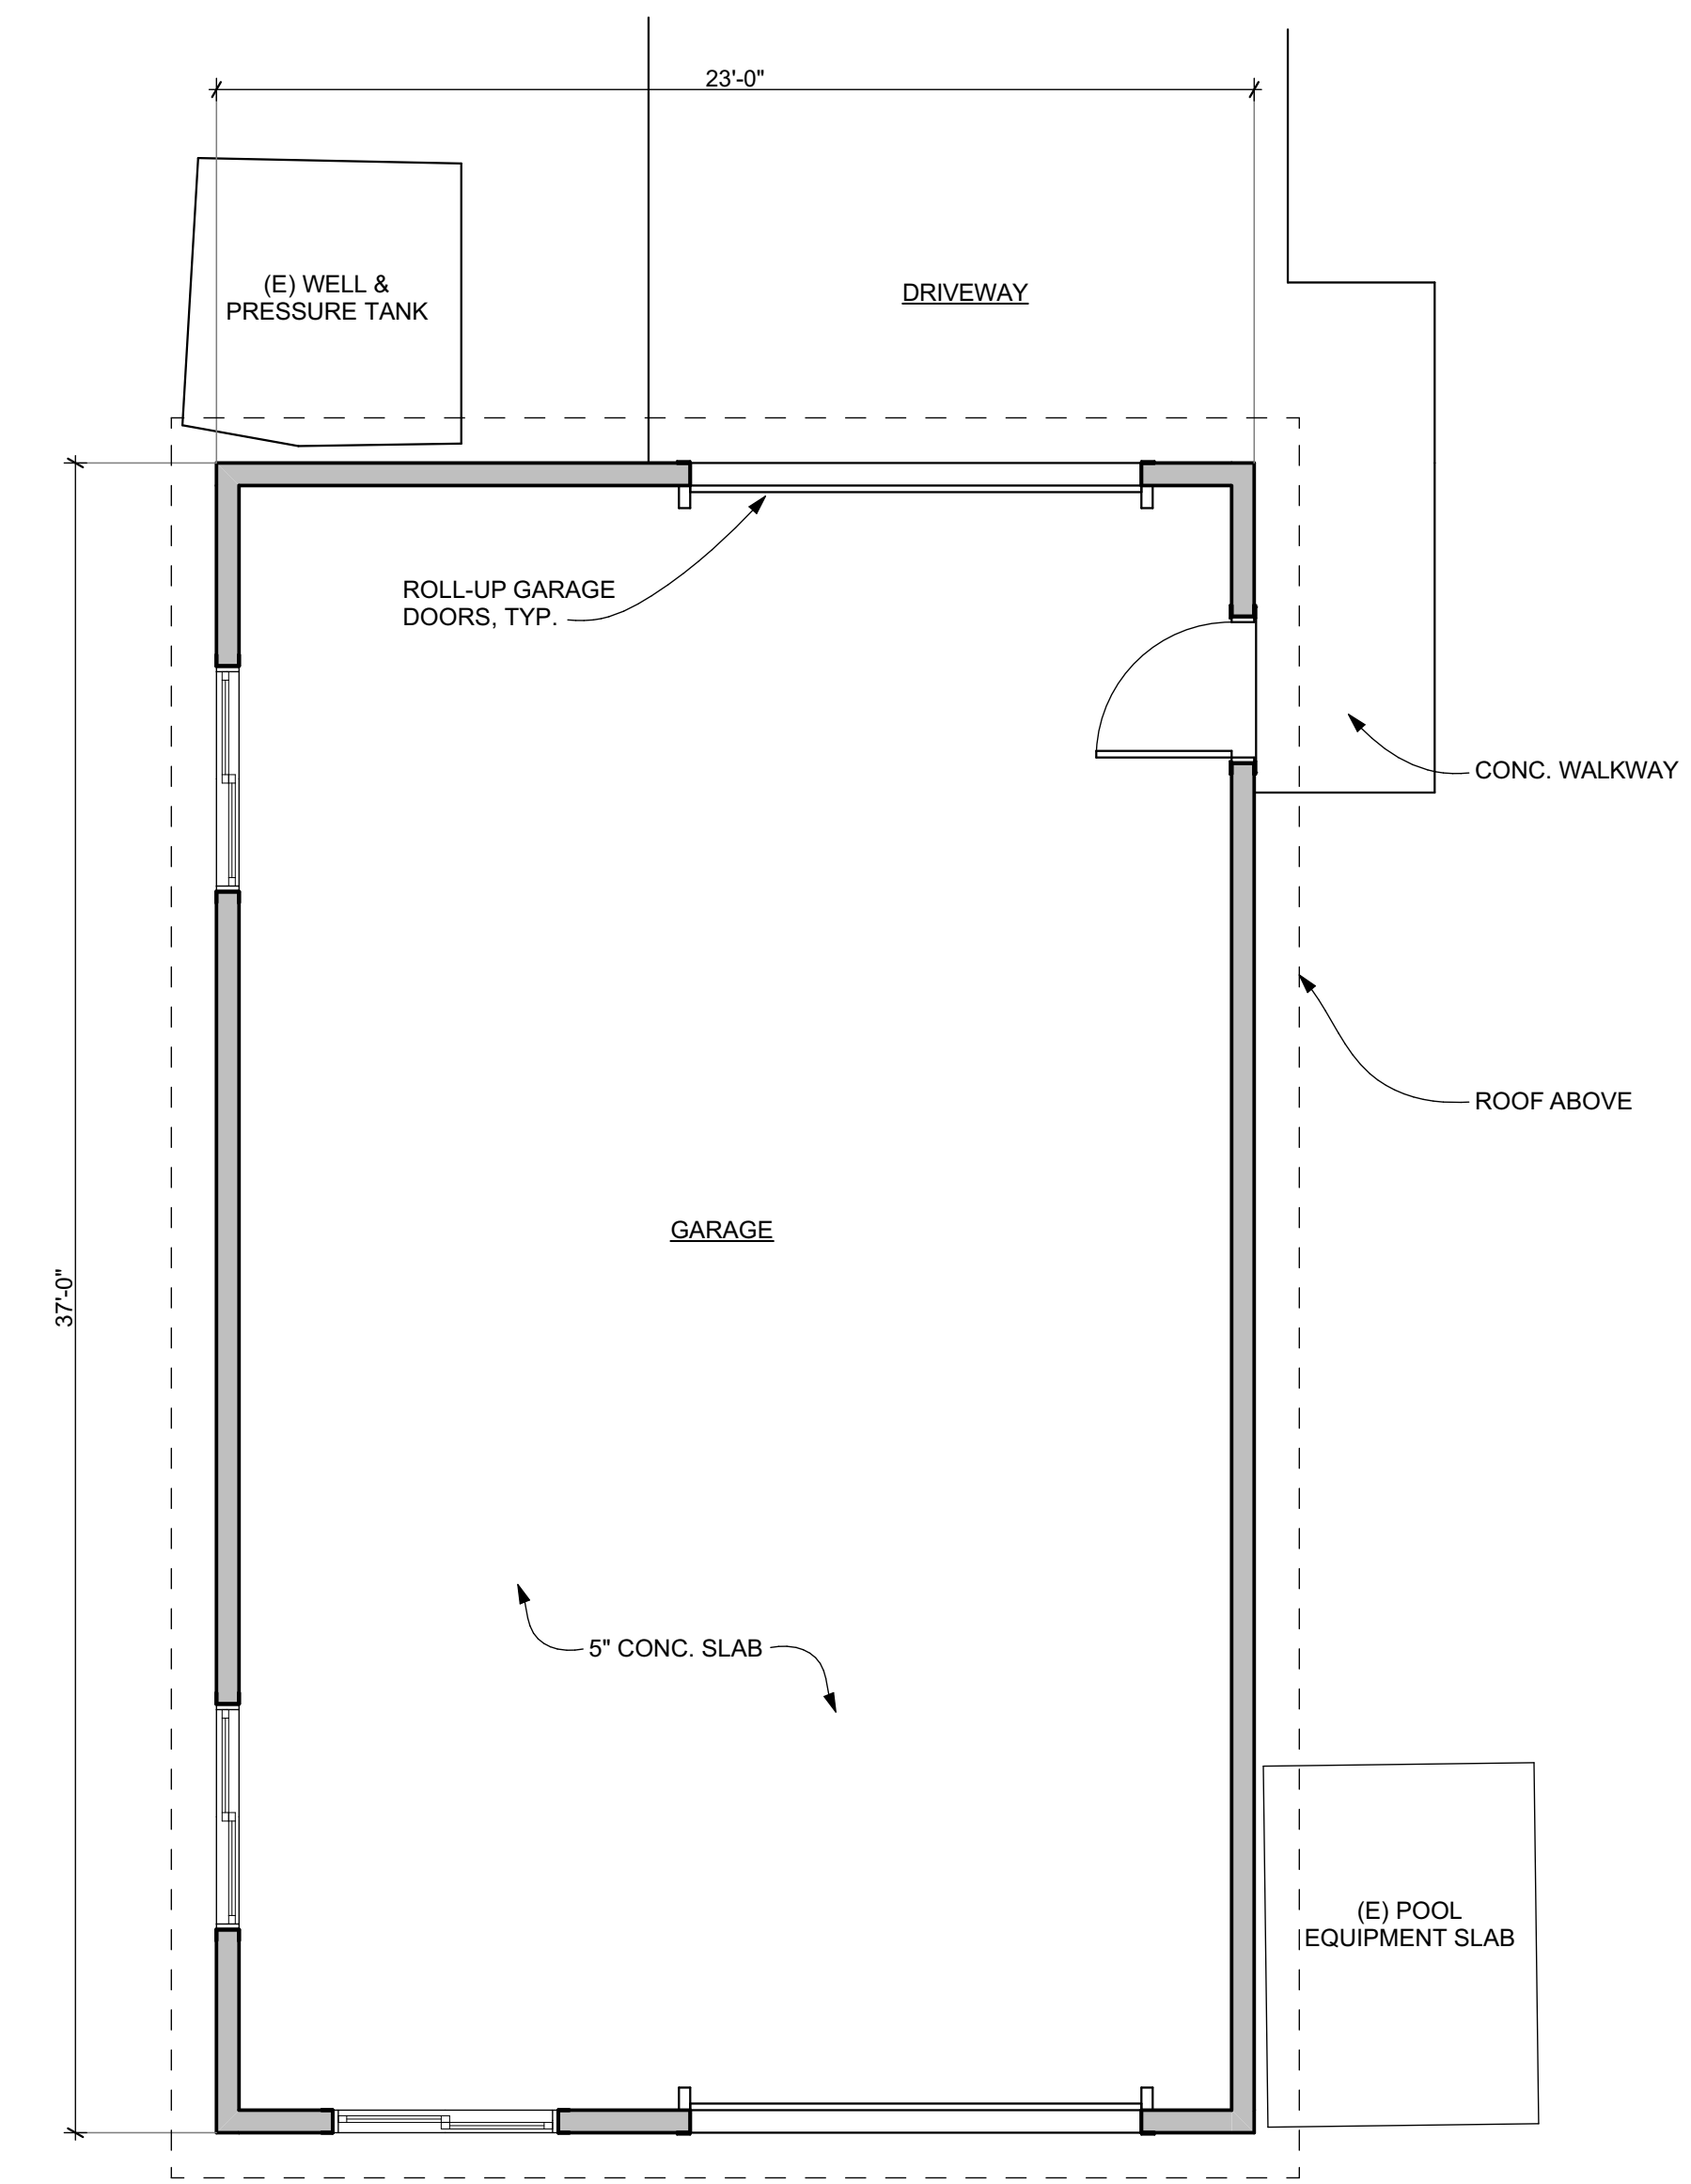 23'-0"
(E) WELL &
PRESSURE TANK
DRIVEWAY
ROLL-UP GARAGE
DOORS, TYP.
CONC. WALKWAY
ROOF ABOVE
GARAGE
37'-0"
5" CONC. SLAB
(E) POOL
EQUIPMENT SLAB